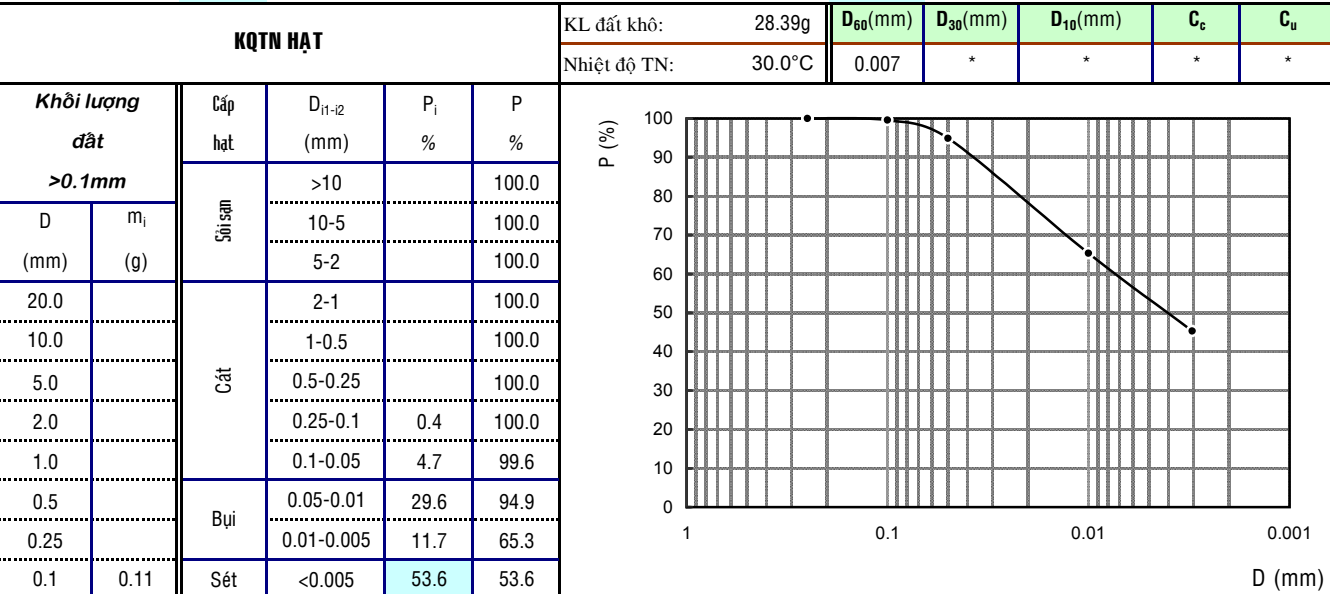 KQTN HẠT
KL đất khô: 28.39g
Nhiệt độ TN: 30.0°C
D60(mm) D30(mm) D10(mm) Cc Cu
0.007 * * * *
Khối lượng đất >0.1mm
D (mm) mi (g)
20.0
10.0
5.0
2.0
1.0
0.5
0.25
0.1 0.11
Cấp hạt Di1-i2 (mm) Pi % P %
Sỏi sạn
>10 100.0
10-5 100.0
5-2 100.0
Cát
2-1 100.0
1-0.5 100.0
0.5-0.25 100.0
0.25-0.1 0.4 100.0
0.1-0.05 4.7 99.6
Bụi
0.05-0.01 29.6 94.9
0.01-0.005 11.7 65.3
Sét <0.005 53.6 53.6
P (%)
100
90
80
70
60
50
40
30
20
10
0
1 0.1 0.01 0.001
D (mm)